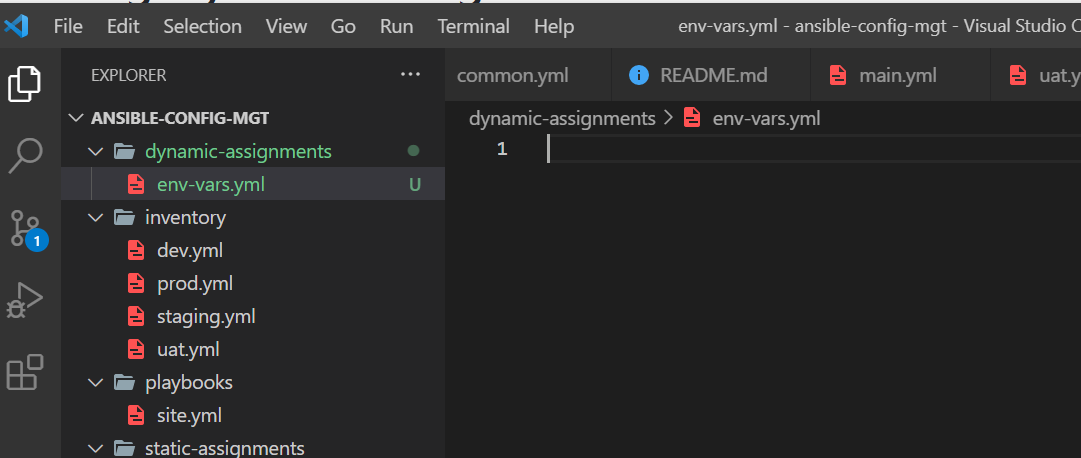 File Edit Selection View Go Run Terminal Help env-vars.yml - ansible-config-mgt - Visual Studio C
EXPLORER ...
common.yml README.md main.yml uat.y
ANSIBLE-CONFIG-MGT
dynamic-assignments > env-vars.yml
dynamic-assignments
1
env-vars.yml U
inventory
1
dev.yml
prod.yml
staging.yml
uat.yml
playbooks
site.yml
static-assignments